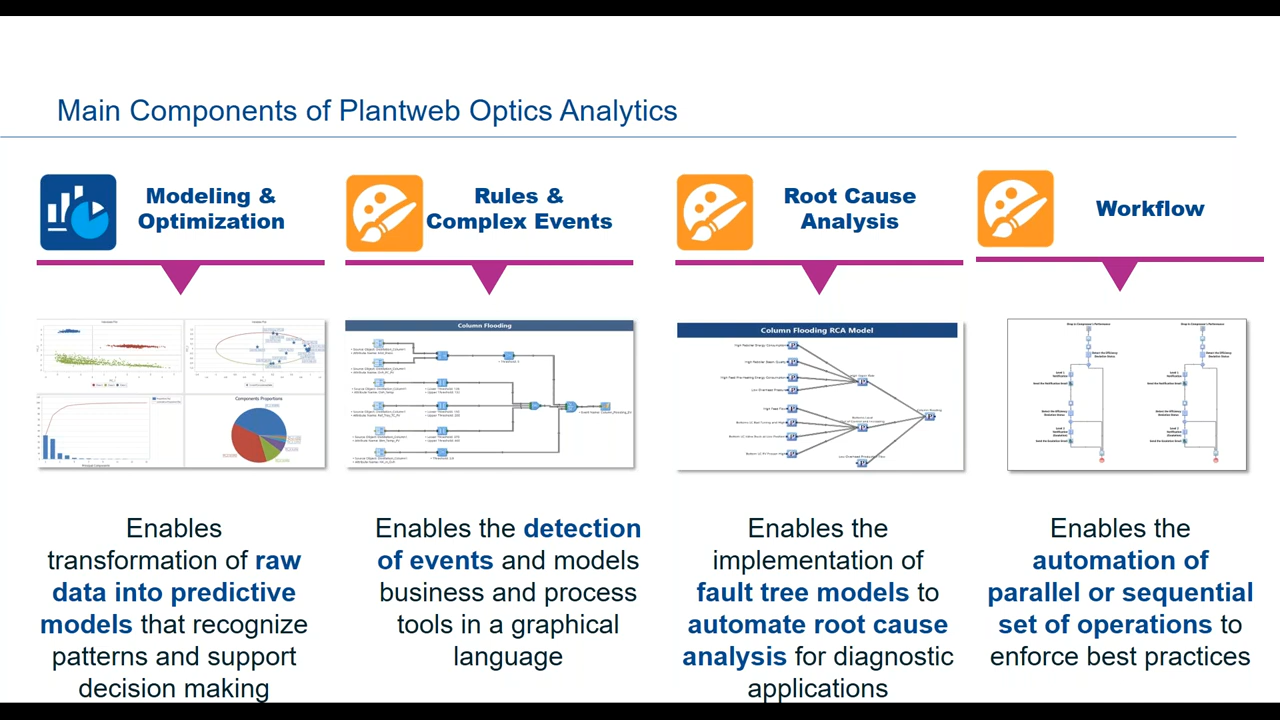 Main Components of Plantweb Optics Analytics
Modeling &
Optimization
Rules &
Complex Events
Root Cause
Analysis
Workflow
Components Proportions
Column Flooding
Column Flooding RCA Model
Enables
transformation of raw
data into predictive
models that recognize
patterns and support
decision making
Enables the detection
of events and models
business and process
tools in a graphical
language
Enables the
implementation of
fault tree models to
automate root cause
analysis for diagnostic
applications
Enables the
automation of
parallel or sequential
set of operations to
enforce best practices